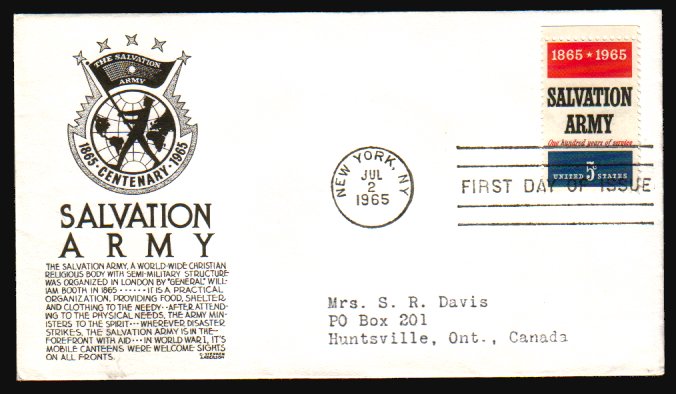 THE SALVATION
ARMY
1865 · CENTENARY · 1965
SALVATION
ARMY
THE SALVATION ARMY, A WORLD-WIDE CHRISTIAN
RELIGIOUS BODY WITH SEMI-MILITARY STRUCTURE
WAS ORGANIZED IN LONDON BY "GENERAL" WILL-
IAM BOOTH IN 1865 ······ IT IS A PRACTICAL
ORGANIZATION, PROVIDING FOOD, SHELTER
AND CLOTHING TO THE NEEDY ·· AFTER ATTEND-
ING TO THE PHYSICAL NEEDS, THE ARMY MIN-
ISTERS TO THE SPIRIT ··· WHEREVER DISASTER
STRIKES, THE SALVATION ARMY IS IN THE
FOREFRONT WITH AID ··· IN WORLD WAR I, IT'S
MOBILE CANTEENS WERE WELCOME SIGHTS
ON ALL FRONTS.
C. STEPHEN
ANDERSON
NEW YORK, NY
JUL
2
1965
1865 ★ 1965
SALVATION
ARMY
One hundred years of service
UNITED 5c STATES
FIRST DAY OF ISSUE
Mrs. S. R. Davis
PO Box 201
Huntsville, Ont., Canada